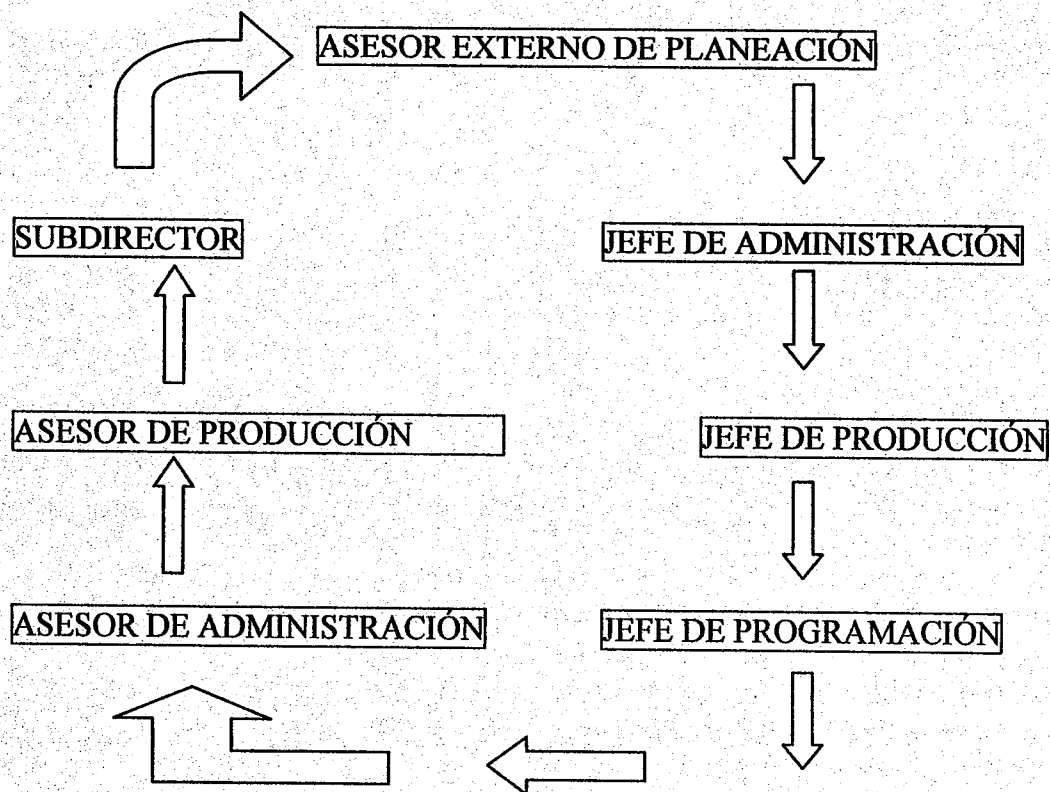 ASESOR EXTERNO DE PLANEACIÓN
SUBDIRECTOR
JEFE DE ADMINISTRACIÓN
ASESOR DE PRODUCCIÓN
JEFE DE PRODUCCIÓN
ASESOR DE ADMINISTRACIÓN
JEFE DE PROGRAMACIÓN